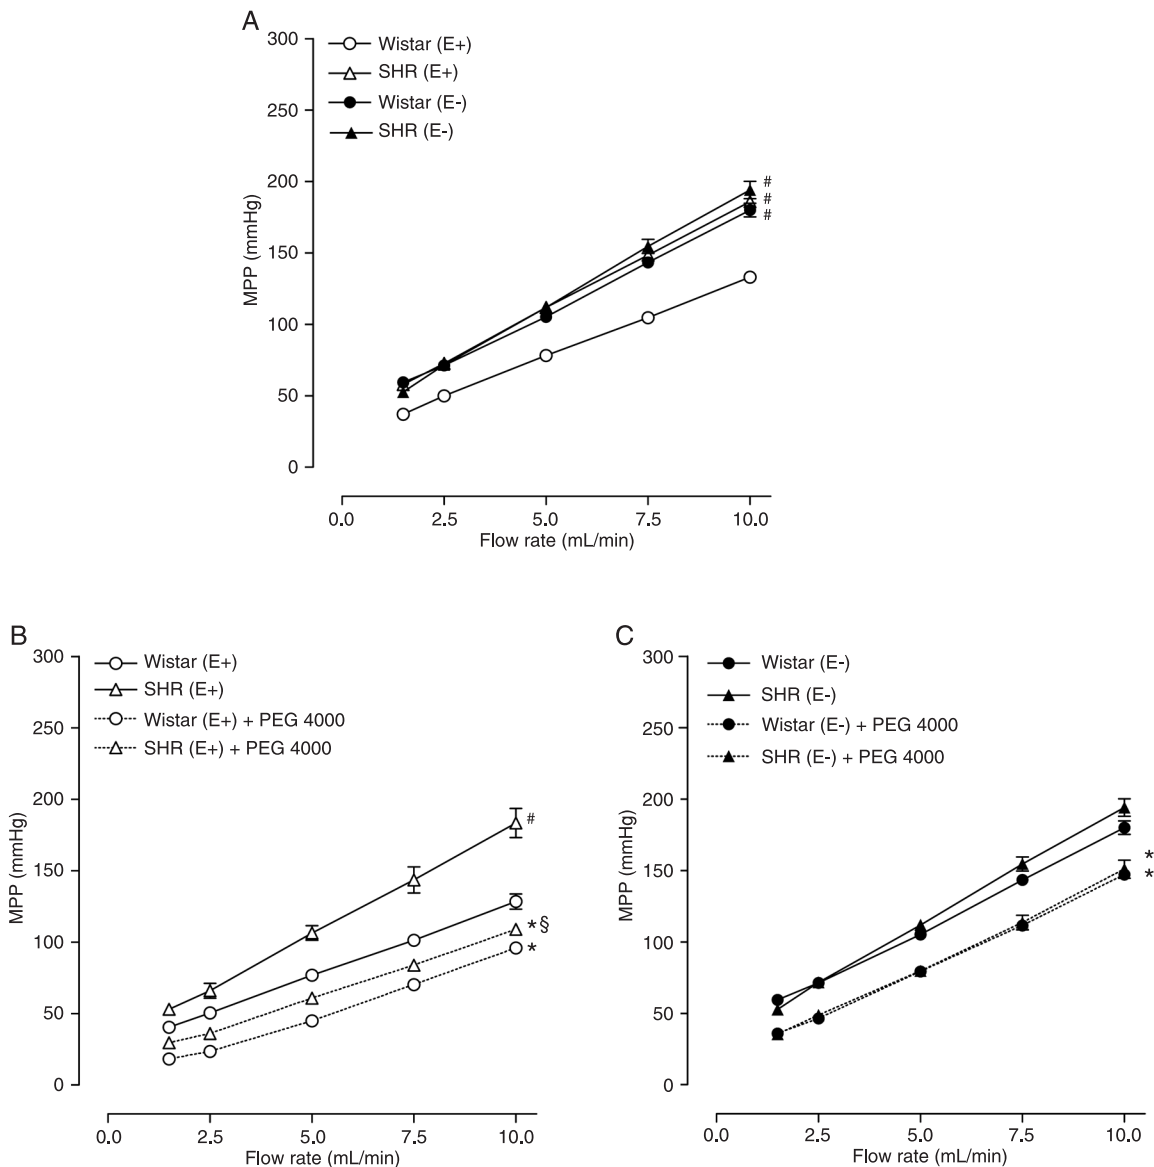 A
300
250
200
150
100
50
0
MPP (mmHg)
Wistar (E+)
SHR (E+)
Wistar (E-)
SHR (E-)
#
#
#
0.0 2.5 5.0 7.5 10.0
Flow rate (mL/min)
B
300
250
200
150
100
50
0
MPP (mmHg)
Wistar (E+)
SHR (E+)
Wistar (E+) + PEG 4000
SHR (E+) + PEG 4000
#
*§
*
0.0 2.5 5.0 7.5 10.0
Flow rate (mL/min)
C
300
250
200
150
100
50
0
MPP (mmHg)
Wistar (E-)
SHR (E-)
Wistar (E-) + PEG 4000
SHR (E-) + PEG 4000
*
*
0.0 2.5 5.0 7.5 10.0
Flow rate (mL/min)